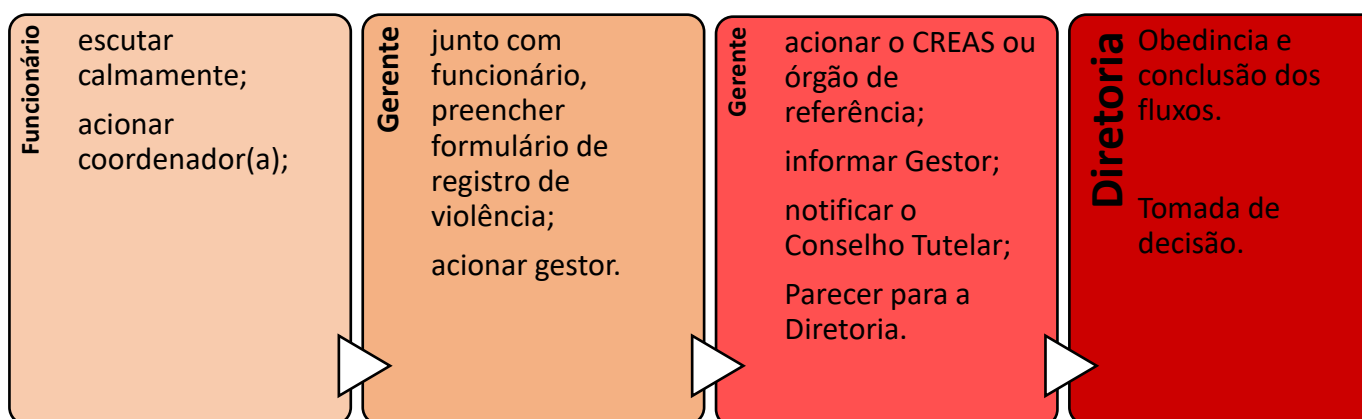 Funcionário
escutar
calmamente;
acionar
coordenador(a);
Gerente
junto com
funcionário,
preencher
formulário de
registro de
violência;
acionar gestor.
Gerente
acionar o CREAS ou
órgão de
referência;
informar Gestor;
notificar o
Conselho Tutelar;
Parecer para a
Diretoria.
Diretoria
Obedincia e
conclusão dos
fluxos.
Tomada de
decisão.